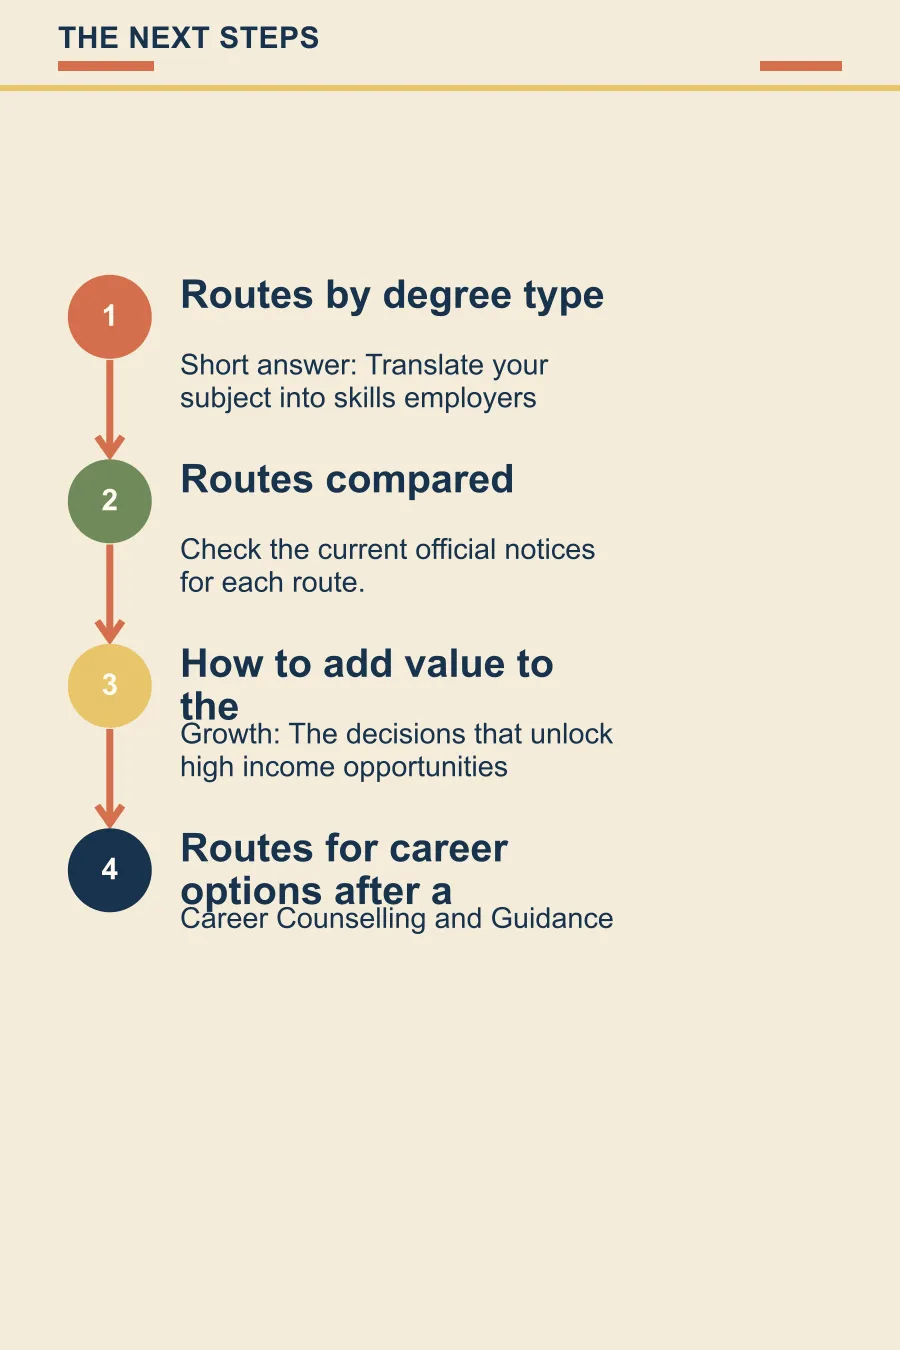 THE NEXT STEPS
1
Routes by degree type
Short answer: Translate your
subject into skills employers
2
Routes compared
Check the current official notices
for each route.
3
How to add value to
the
Growth: The decisions that unlock
high income opportunities
4
Routes for career
options after a
Career Counselling and Guidance